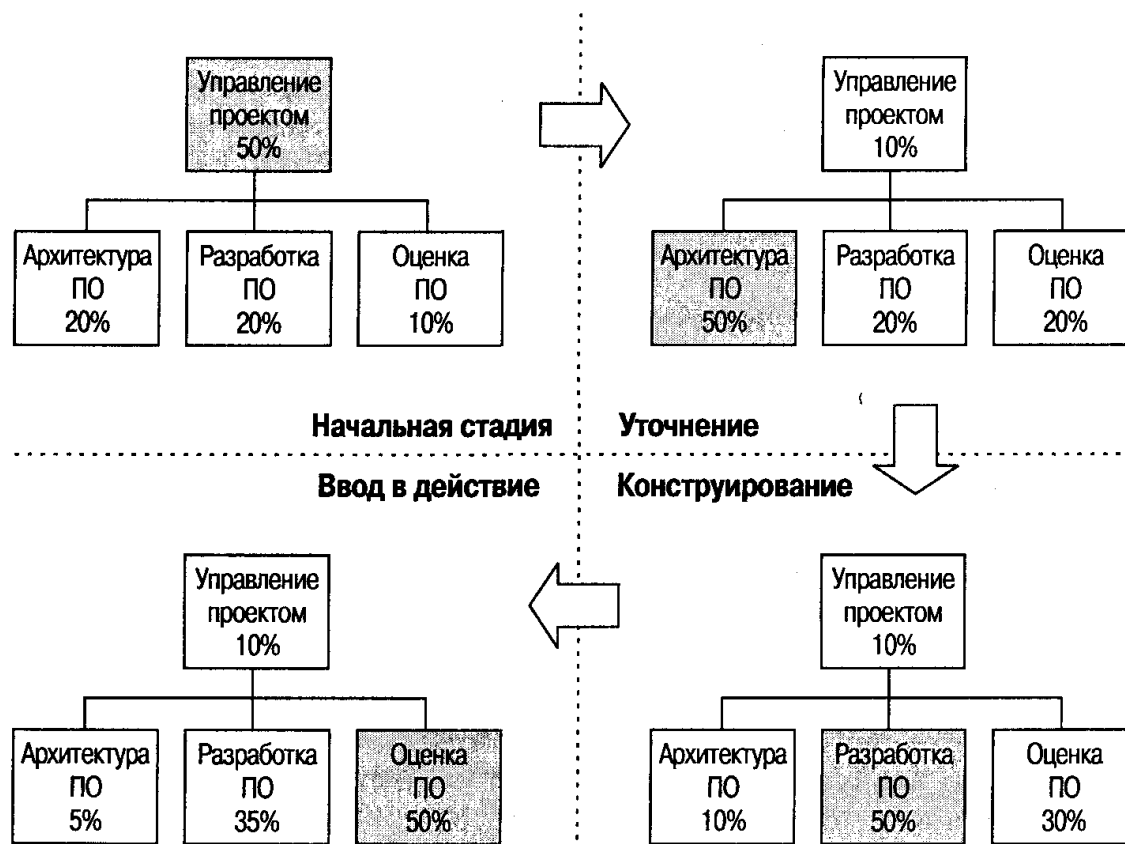 Управление
проектом
50%
Архитектура
ПО
20%
Разработка
ПО
20%
Оценка
ПО
10%
Начальная стадия
Управление
проектом
10%
Архитектура
ПО
50%
Разработка
ПО
20%
Оценка
ПО
20%
Уточнение
Ввод в действие
Управление
проектом
10%
Архитектура
ПО
5%
Разработка
ПО
35%
Оценка
ПО
50%
Конструирование
Управление
проектом
10%
Архитектура
ПО
10%
Разработка
ПО
50%
Оценка
ПО
30%